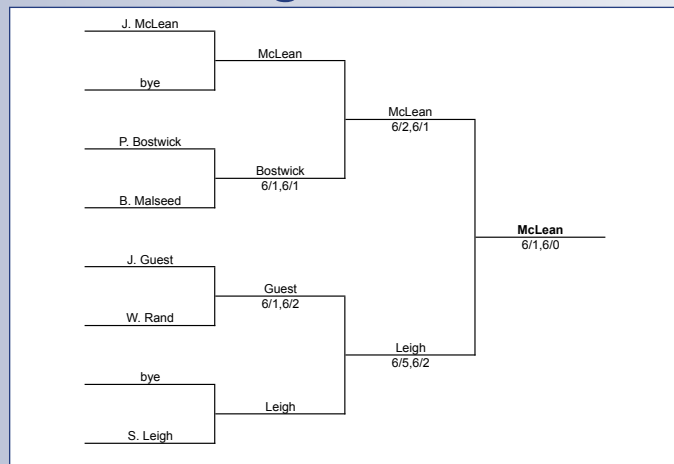 J. McLean
McLean
bye
McLean
6/2,6/1
P. Bostwick
Bostwick
6/1,6/1
B. Malseed
McLean
6/1,6/0
J. Guest
Guest
6/1,6/2
W. Rand
Leigh
6/5,6/2
bye
Leigh
S. Leigh